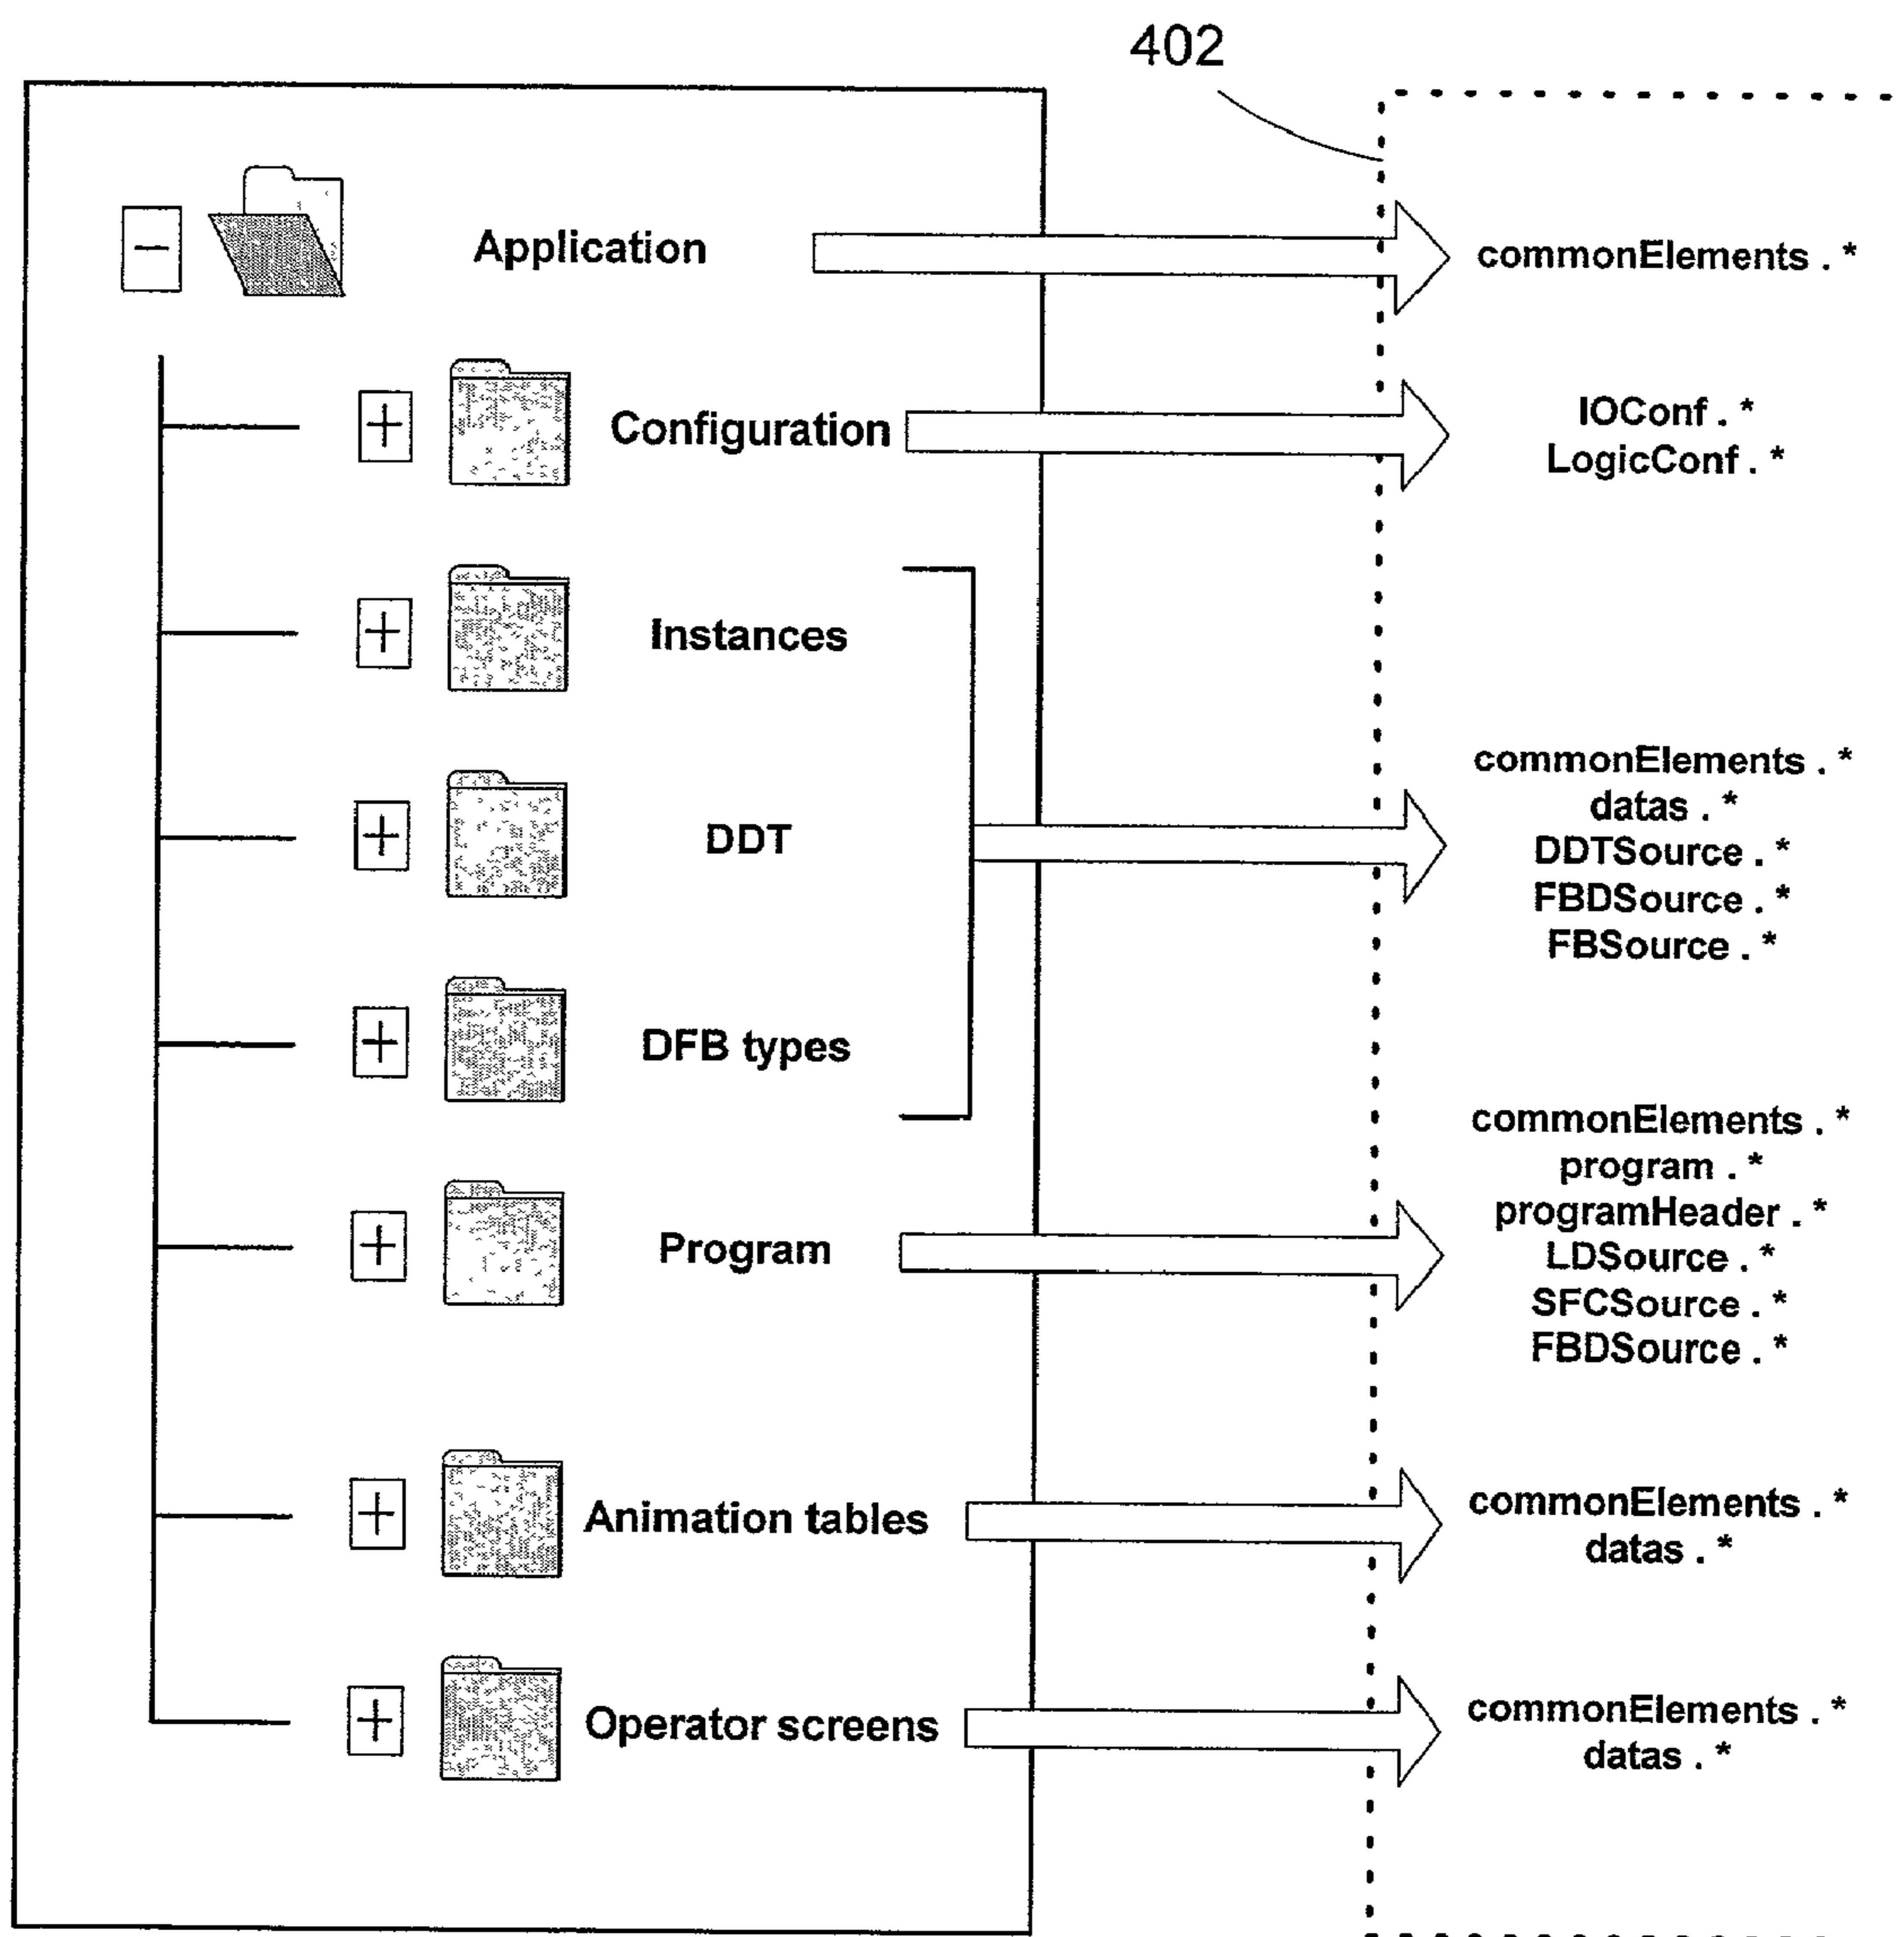 402
Application
commonElements . *
Configuration
IOConf . *
LogicConf . *
Instances
DDT
DFB types
commonElements . *
datas . *
DDTSource . *
FBDSource . *
FBSource . *
Program
commonElements . *
program . *
programHeader . *
LDSource . *
SFCSource . *
FBDSource . *
Animation tables
commonElements . *
datas . *
Operator screens
commonElements . *
datas . *